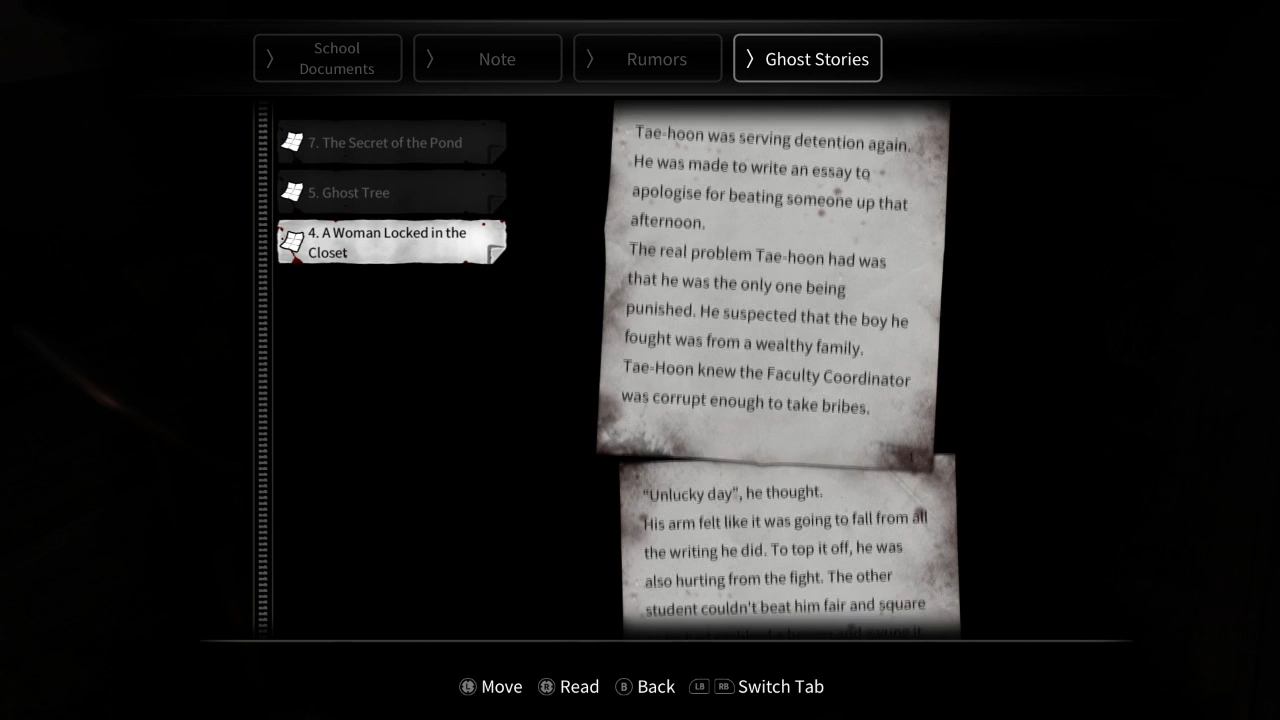 School
Documents
Note
Rumors
Ghost Stories
7. The Secret of the Pond
5. Ghost Tree
4. A Woman Locked in the
Closet
Tae-hoon was serving detention again.
He was made to write an essay to
apologise for beating someone up that
afternoon.
The real problem Tae-hoon had was
that he was the only one being
punished. He suspected that the boy he
fought was from a wealthy family.
Tae-Hoon knew the Faculty Coordinator
was corrupt enough to take bribes.
"Unlucky day", he thought.
His arm felt like it was going to fall from all
the writing he did. To top it off, he was
also hurting from the fight. The other
student couldn't beat him fair and square
LS Move
RS Read
B Back
LB RB Switch Tab